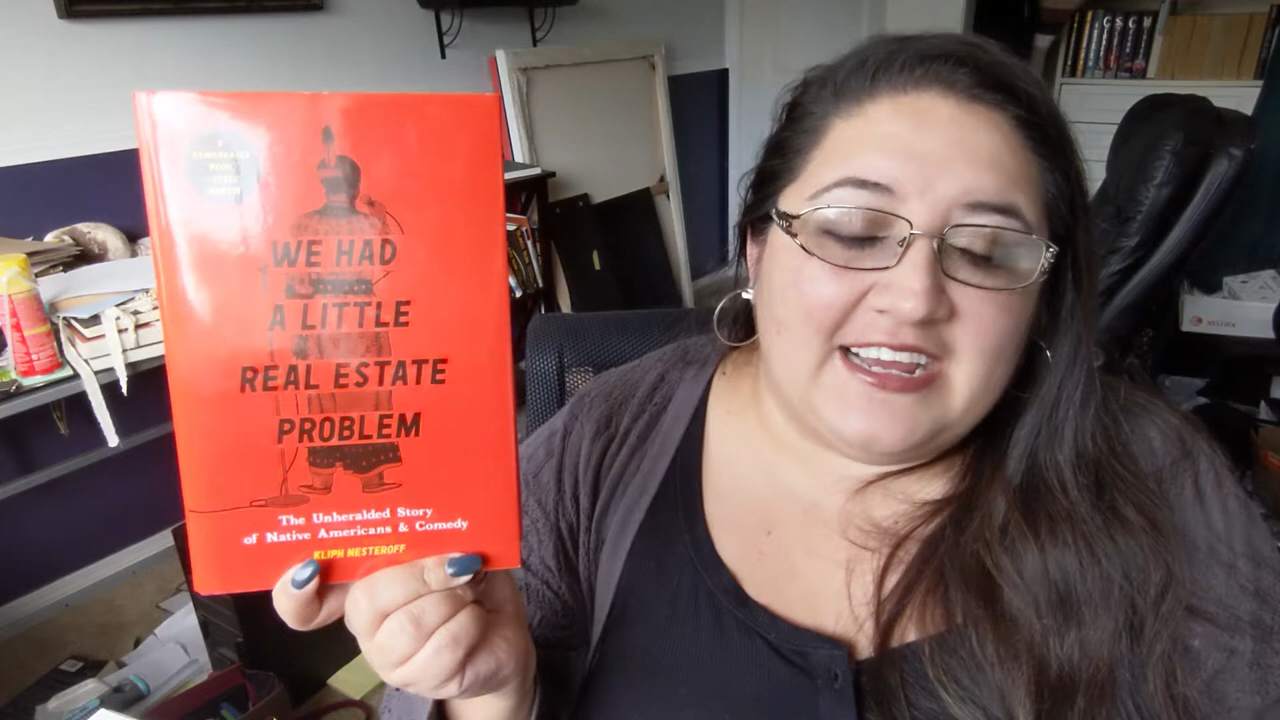 WE HAD
A LITTLE
REAL ESTATE
PROBLEM
The Unheralded Story
of Native Americans & Comedy
KLIPH NESTEROFF